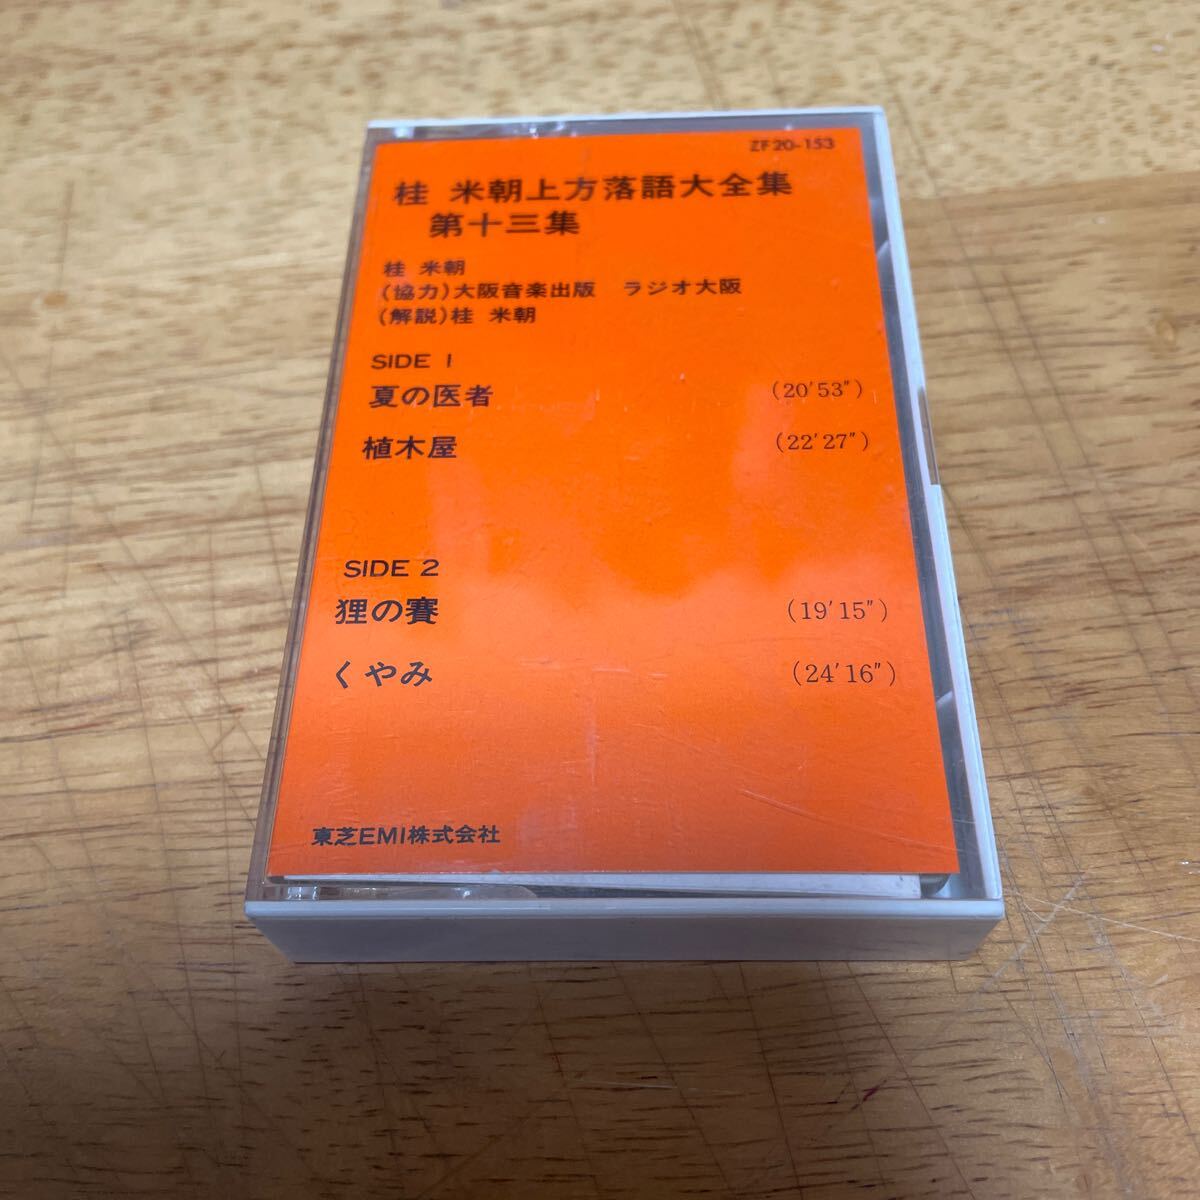 ZF20-153
桂 米朝上方落語大全集
第十三集
桂 米朝
(協力)大阪音楽出版 ラジオ大阪
(解説)桂 米朝
SIDE 1
夏の医者 (20′53″)
植木屋 (22′27″)
SIDE 2
狸の賽 (19′15″)
くやみ (24′16″)
東芝EMI株式会社